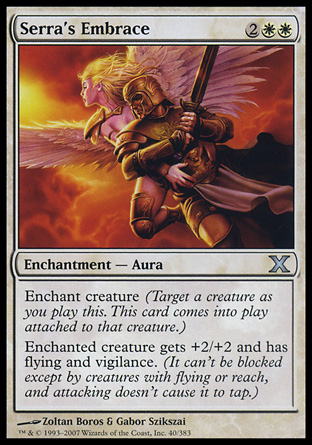 Serra's Embrace 2
Enchantment — Aura X
Enchant creature (Target a creature as
you play this. This card comes into play
attached to that creature.)
Enchanted creature gets +2/+2 and has
flying and vigilance. (It can't be blocked
except by creatures with flying or reach,
and attacking doesn't cause it to tap.)
Zoltan Boros & Gabor Szikszai
™ & © 1993–2007 Wizards of the Coast, Inc. 40/383